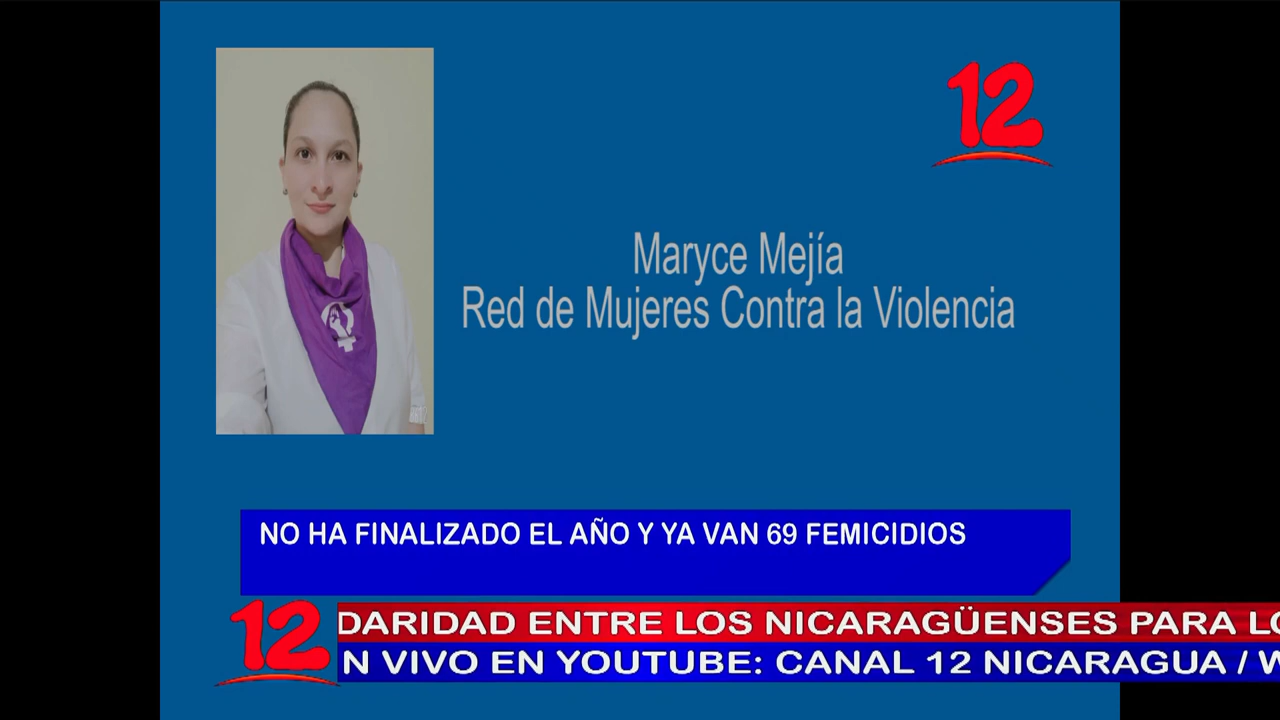 12
Maryce Mejía
Red de Mujeres Contra la Violencia
NO HA FINALIZADO EL AÑO Y YA VAN 69 FEMICIDIOS
12
DARIDAD ENTRE LOS NICARAGÜENSES PARA LO
N VIVO EN YOUTUBE: CANAL 12 NICARAGUA / W